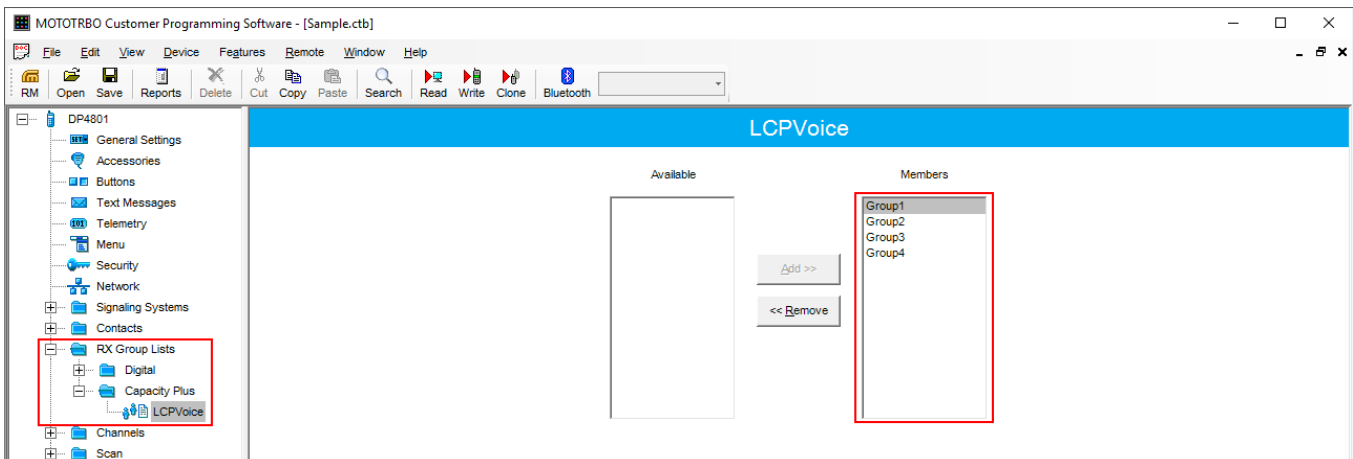 MOTOTRBO Customer Programming Software - [Sample.ctb]
File Edit View Device Features Remote Window Help
RM Open Save Reports Delete Cut Copy Paste Search Read Write Clone Bluetooth
DP4801
General Settings
Accessories
Buttons
Text Messages
Telemetry
Menu
Security
Network
Signaling Systems
Contacts
RX Group Lists
Digital
Capacity Plus
LCPVoice
Channels
Scan
LCPVoice
Available
Members
Group1
Group2
Group3
Group4
Add >>
<< Remove